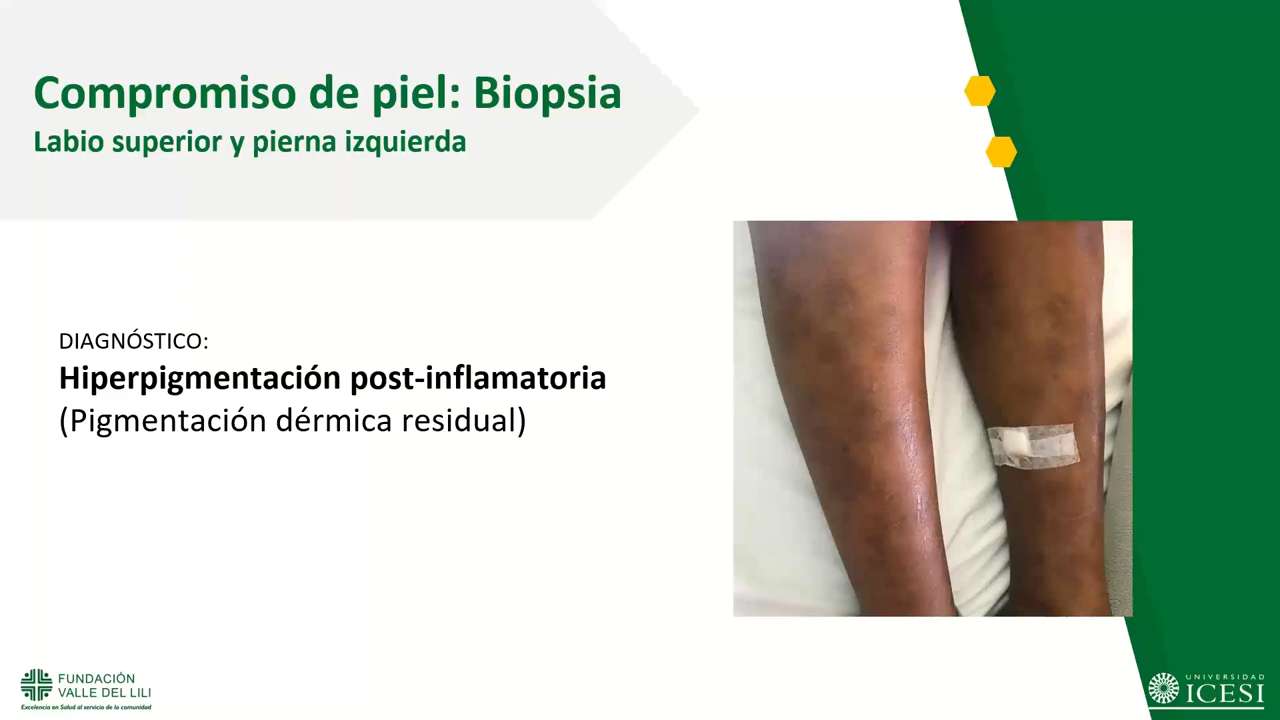 Compromiso de piel: Biopsia
Labio superior y pierna izquierda
DIAGNÓSTICO:
Hiperpigmentación post-inflamatoria
(Pigmentación dérmica residual)
FUNDACIÓN
VALLE DEL LILI
Excelencia en Salud al servicio de la comunidad
UNIVERSIDAD
ICESI